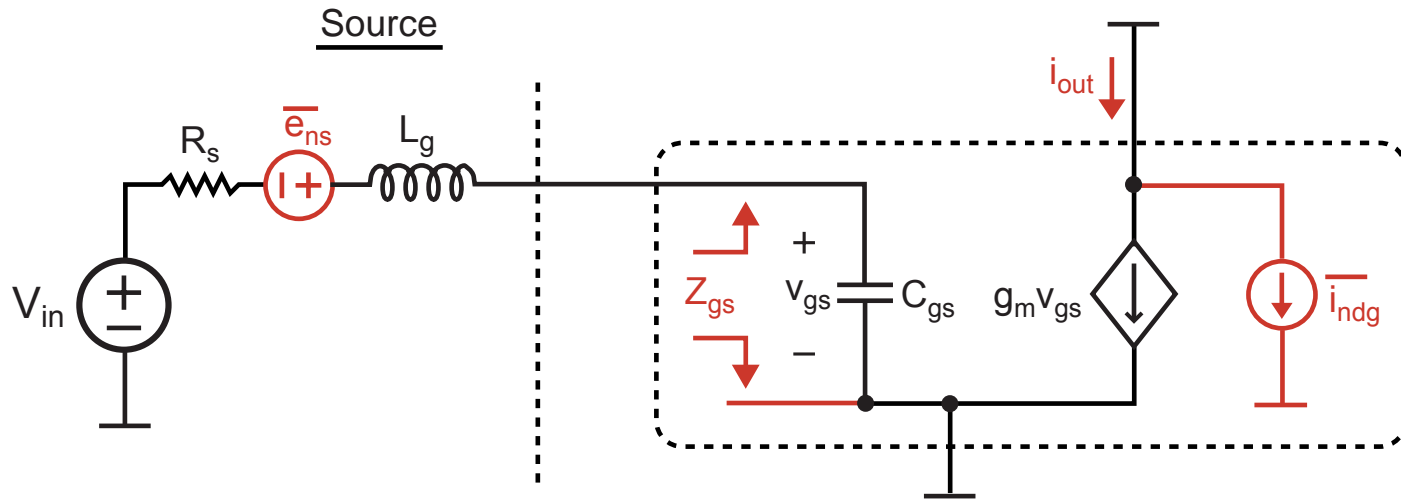 Source
i_out
e_ns
R_s
L_g
V_in
+
–
+
Z_gs
v_gs
–
C_gs
g_m v_gs
i_ndg